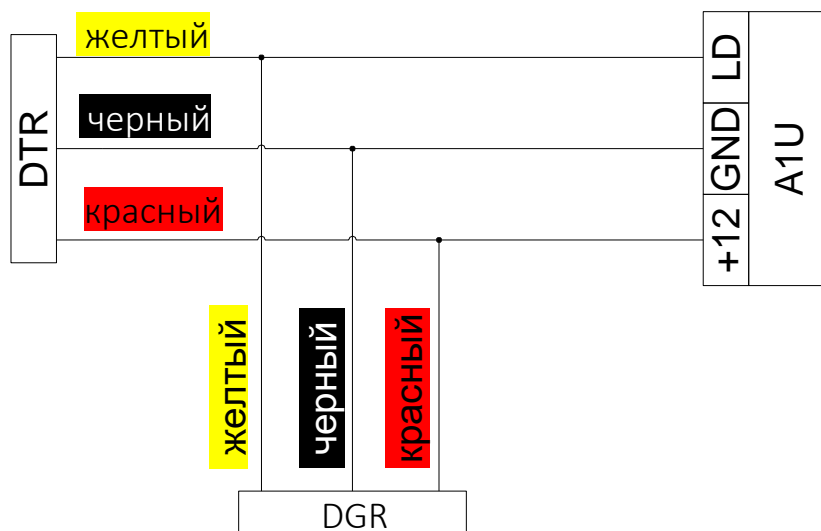 желтый
LD
DTR
черный
GND
A1U
красный
+12
желтый
черный
красный
DGR